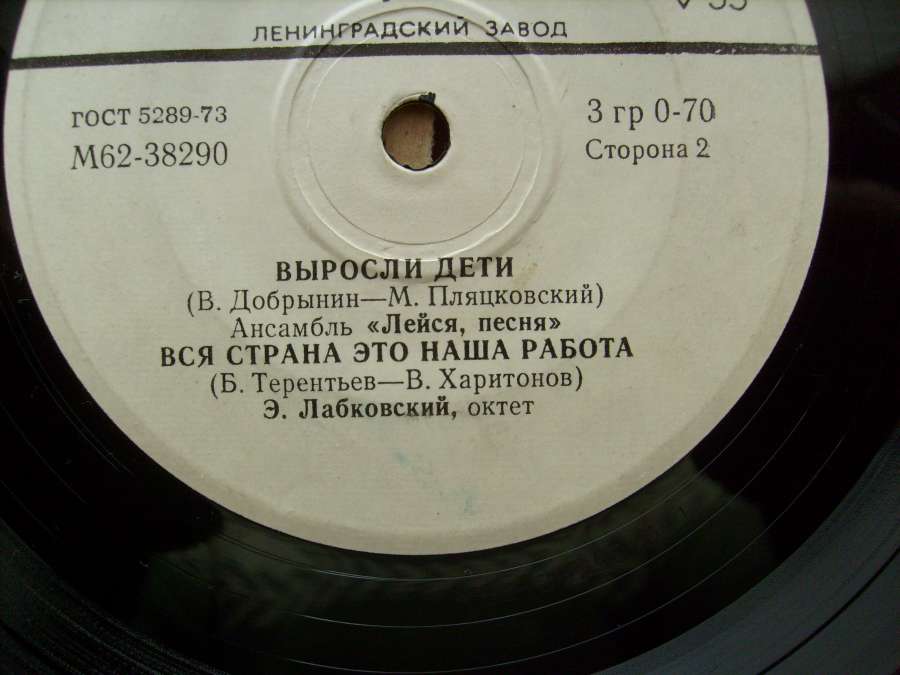 ЛЕНИНГРАДСКИЙ ЗАВОД
ГОСТ 5289-73
М62-38290
3 гр 0-70
Сторона 2
ВЫРОСЛИ ДЕТИ
(В. Добрынин—М. Пляцковский)
Ансамбль «Лейся, песня»
ВСЯ СТРАНА ЭТО НАША РАБОТА
(Б. Терентьев—В. Харитонов)
Э. Лабковский, октет